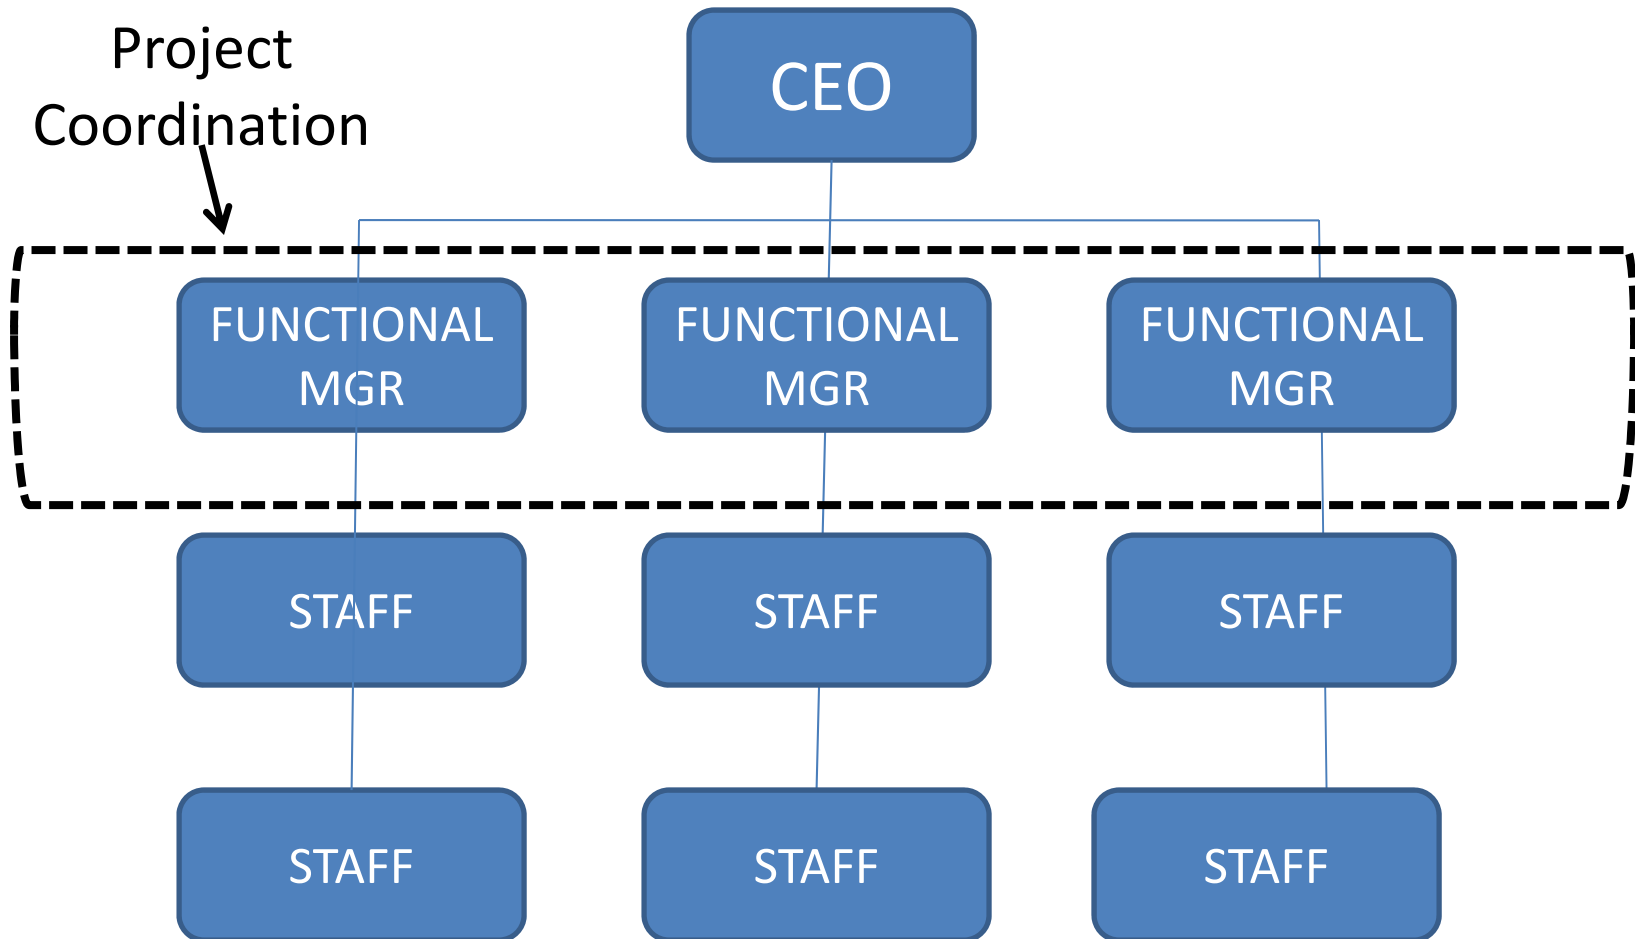 Project
Coordination
CEO
FUNCTIONAL
MGR
FUNCTIONAL
MGR
FUNCTIONAL
MGR
STAFF
STAFF
STAFF
STAFF
STAFF
STAFF